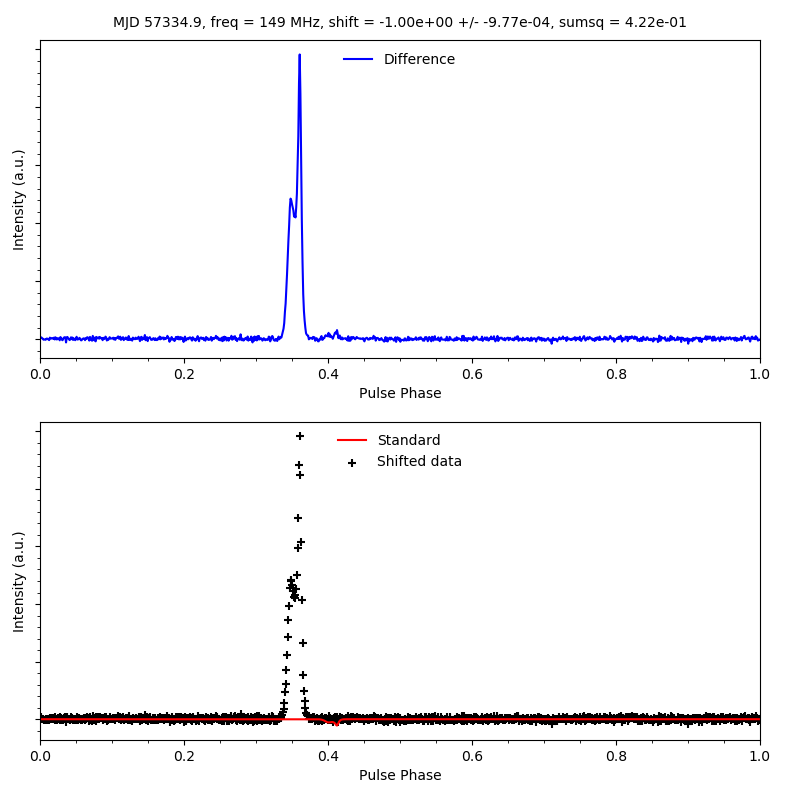 MJD 57334.9, freq = 149 MHz, shift = -1.00e+00 +/- -9.77e-04, sumsq = 4.22e-01
Difference
Intensity (a.u.)
0.0 0.2 0.4 0.6 0.8 1.0
Pulse Phase
Standard
Shifted data
Intensity (a.u.)
0.0 0.2 0.4 0.6 0.8 1.0
Pulse Phase